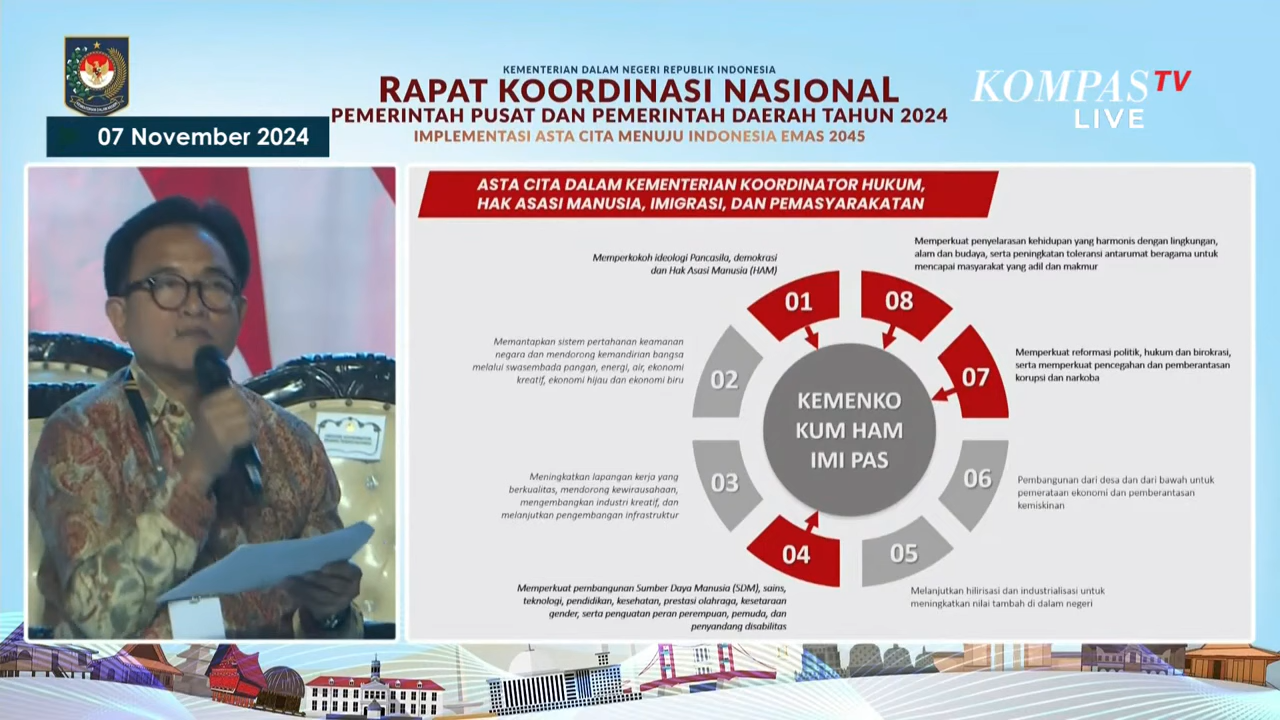 KEMENTERIAN DALAM NEGERI REPUBLIK INDONESIA
RAPAT KOORDINASI NASIONAL
PEMERINTAH PUSAT DAN PEMERINTAH DAERAH TAHUN 2024
IMPLEMENTASI ASTA CITA MENUJU INDONESIA EMAS 2045
KOMPAS TV
LIVE
07 November 2024
ASTA CITA DALAM KEMENTERIAN KOORDINATOR HUKUM,
HAK ASASI MANUSIA, IMIGRASI, DAN PEMASYARAKATAN
Memperkokoh ideologi Pancasila, demokrasi
dan Hak Asasi Manusia (HAM)
01
Memantapkan sistem pertahanan keamanan
negara dan mendorong kemandirian bangsa
melalui swasembada pangan, energi, air, ekonomi
kreatif, ekonomi hijau dan ekonomi biru
02
Meningkatkan lapangan kerja yang
berkualitas, mendorong kewirausahaan,
mengembangkan industri kreatif, dan
melanjutkan pengembangan infrastruktur
03
Memperkuat pembangunan Sumber Daya Manusia (SDM), sains,
teknologi, pendidikan, kesehatan, prestasi olahraga, kesetaraan
gender, serta penguatan peran perempuan, pemuda, dan
penyandang disabilitas
04
KEMENKO
KUM HAM
IMI PAS
Memperkuat penyelarasan kehidupan yang harmonis dengan lingkungan,
alam dan budaya, serta peningkatan toleransi antarumat beragama untuk
mencapai masyarakat yang adil dan makmur
08
Memperkuat reformasi politik, hukum dan birokrasi,
serta memperkuat pencegahan dan pemberantasan
korupsi dan narkoba
07
Pembangunan dari desa dan dari bawah untuk
pemerataan ekonomi dan pemberantasan
kemiskinan
06
Melanjutkan hilirisasi dan industrialisasi untuk
meningkatkan nilai tambah di dalam negeri
05